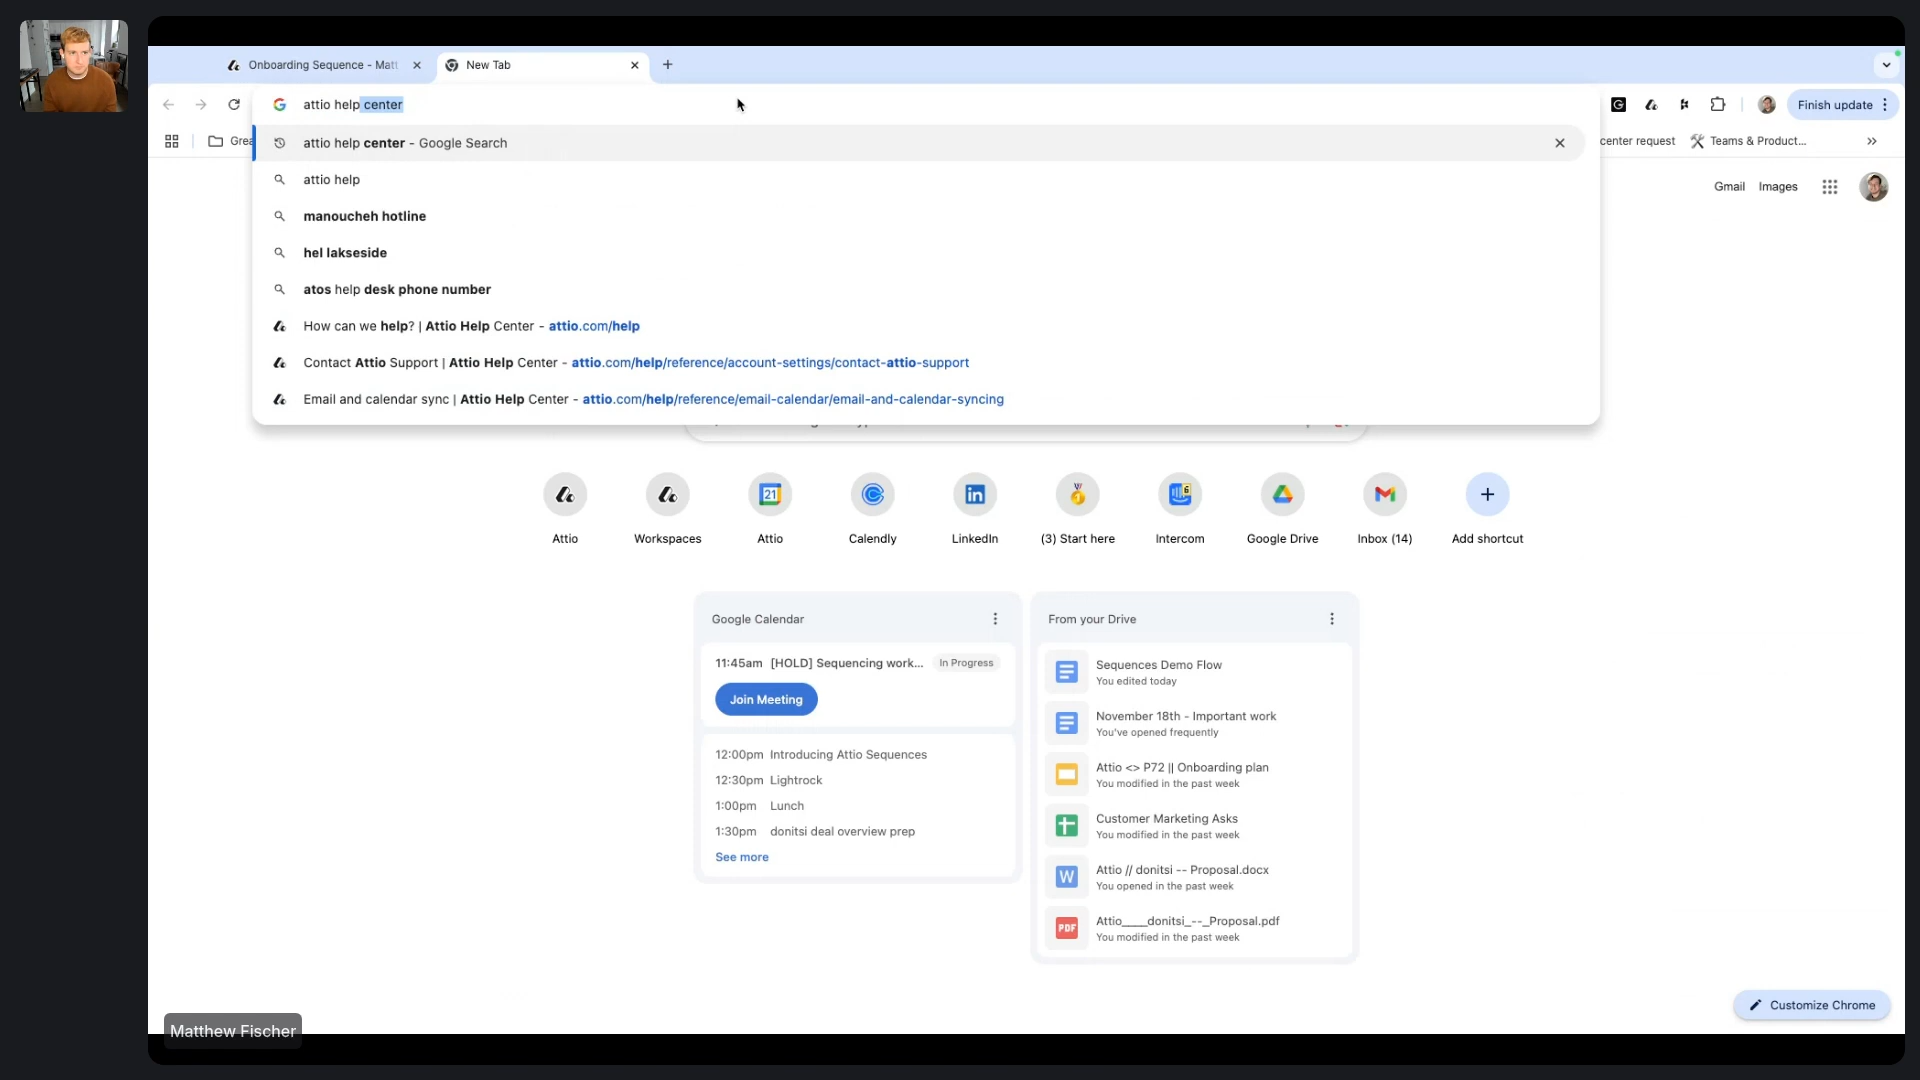 Onboarding Sequence - Matt
New Tab
attio help center
Finish update
Grea
center request
Teams & Product...
attio help center - Google Search
attio help
manoucheh hotline
hel lakseside
atos help desk phone number
How can we help? | Attio Help Center - attio.com/help
Contact Attio Support | Attio Help Center - attio.com/help/reference/account-settings/contact-attio-support
Email and calendar sync | Attio Help Center - attio.com/help/reference/email-calendar/email-and-calendar-syncing
Gmail
Images
21
6
Attio
Workspaces
Attio
Calendly
LinkedIn
(3) Start here
Intercom
Google Drive
Inbox (14)
Add shortcut
Google Calendar
11:45am [HOLD] Sequencing work...
In Progress
Join Meeting
12:00pm Introducing Attio Sequences
12:30pm Lightrock
1:00pm Lunch
1:30pm donitsi deal overview prep
See more
From your Drive
Sequences Demo Flow
You edited today
November 18th - Important work
You've opened frequently
Attio <> P72 || Onboarding plan
You modified in the past week
Customer Marketing Asks
You modified in the past week
W
Attio // donitsi -- Proposal.docx
You opened in the past week
PDF
Attio____donitsi_--_Proposal.pdf
You modified in the past week
Customize Chrome
Matthew Fischer